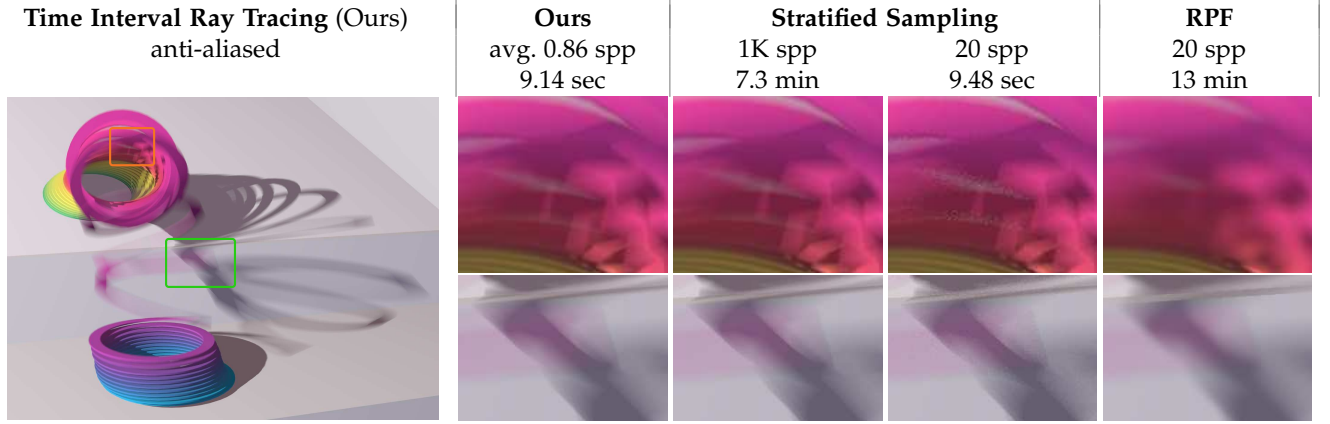 Time Interval Ray Tracing (Ours)
anti-aliased
Ours
avg. 0.86 spp
9.14 sec
Stratified Sampling
1K spp
7.3 min
20 spp
9.48 sec
RPF
20 spp
13 min